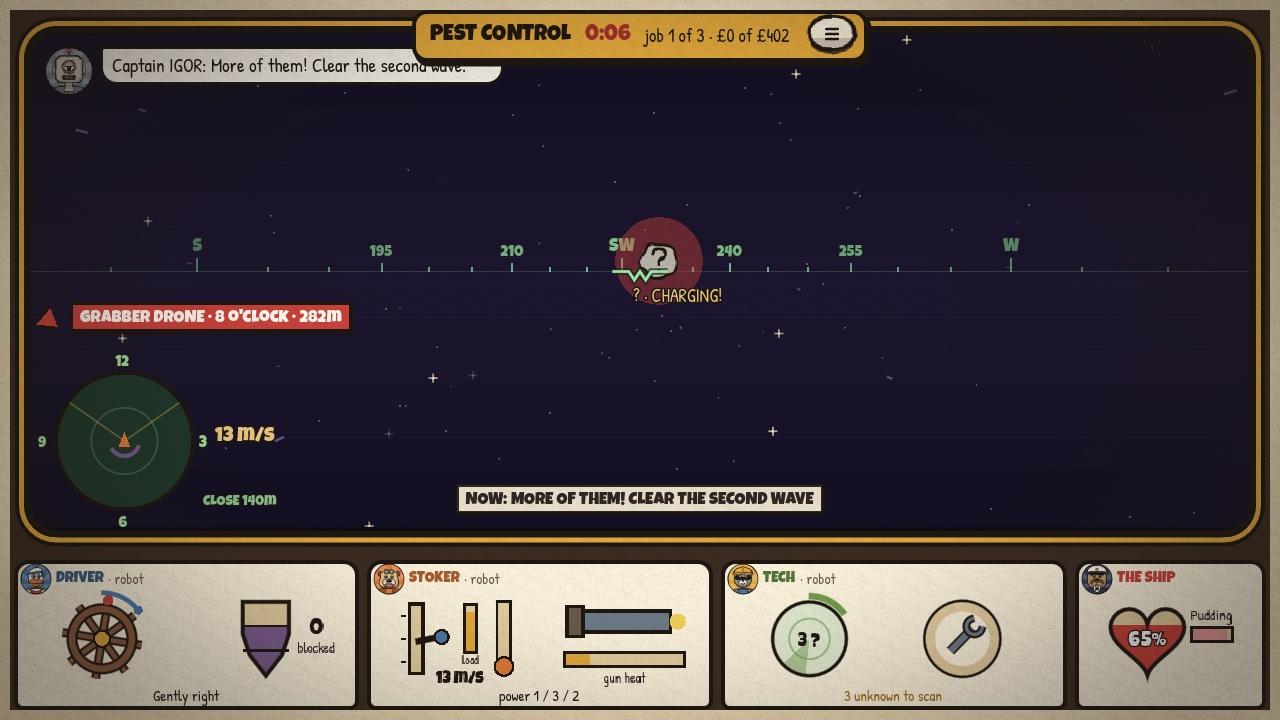 PEST CONTROL 0:06 job 1 of 3 · £0 of £402
Captain IGOR: More of them! Clear the second wave.
S 195 210 SW 240 255 W
?
? · CHARGING!
GRABBER DRONE · 8 O'CLOCK · 282m
12
9 3
6
13 m/s
CLOSE 140m
NOW: MORE OF THEM! CLEAR THE SECOND WAVE
DRIVER · robot
0
blocked
Gently right
STOKER · robot
load
13 m/s
gun heat
power 1 / 3 / 2
TECH · robot
3 ?
3 unknown to scan
THE SHIP
65%
Pudding